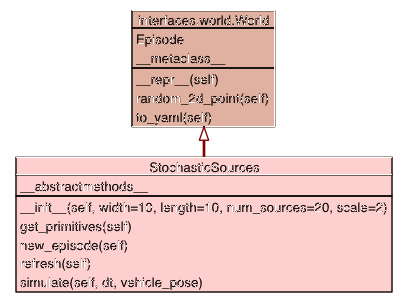 interfaces.world.World
Episode
__metaclass__
__repr__(self)
random_2d_point(self)
to_yaml(self)
StochasticSources
__abstractmethods__
__init__(self, width=10, length=10, num_sources=20, scale=2)
get_primitives(self)
new_episode(self)
refresh(self)
simulate(self, dt, vehicle_pose)